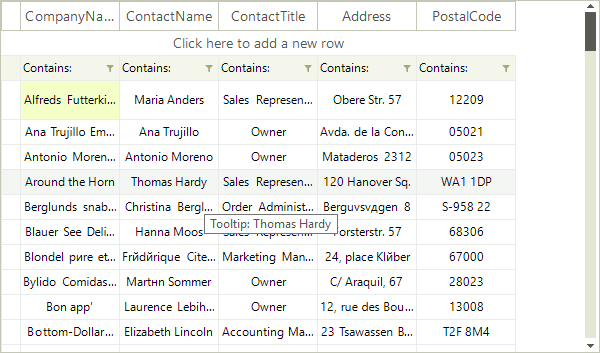 CompanyNa... ContactName ContactTitle Address PostalCode
Click here to add a new row
Contains: Contains: Contains: Contains: Contains:
Alfreds Futterki... Maria Anders Sales Represen... Obere Str. 57 12209
Ana Trujillo Em... Ana Trujillo Owner Avda. de la Con... 05021
Antonio Moreno... Antonio Moreno Owner Mataderos 2312 05023
Around the Horn Thomas Hardy Sales Represen... 120 Hanover Sq. WA1 1DP
Berglunds snab... Christina Bergl... Order Administ... Berguvsvдgen 8 S-958 22
Tooltip: Thomas Hardy
Blauer See Deli... Hanna Moos Forsterstr. 57 68306
Blondel pиre et... Frйdйrique Cite... Marketing Man... 24, place Klйber 67000
Bуlido Comidas... Martнn Sommer Owner C/ Araquil, 67 28023
Bon app' Laurence Lebih... Owner 12, rue des Bou... 13008
Bottom-Dollar... Elizabeth Lincoln Accounting Ma... 23 Tsawassen B... T2F 8M4